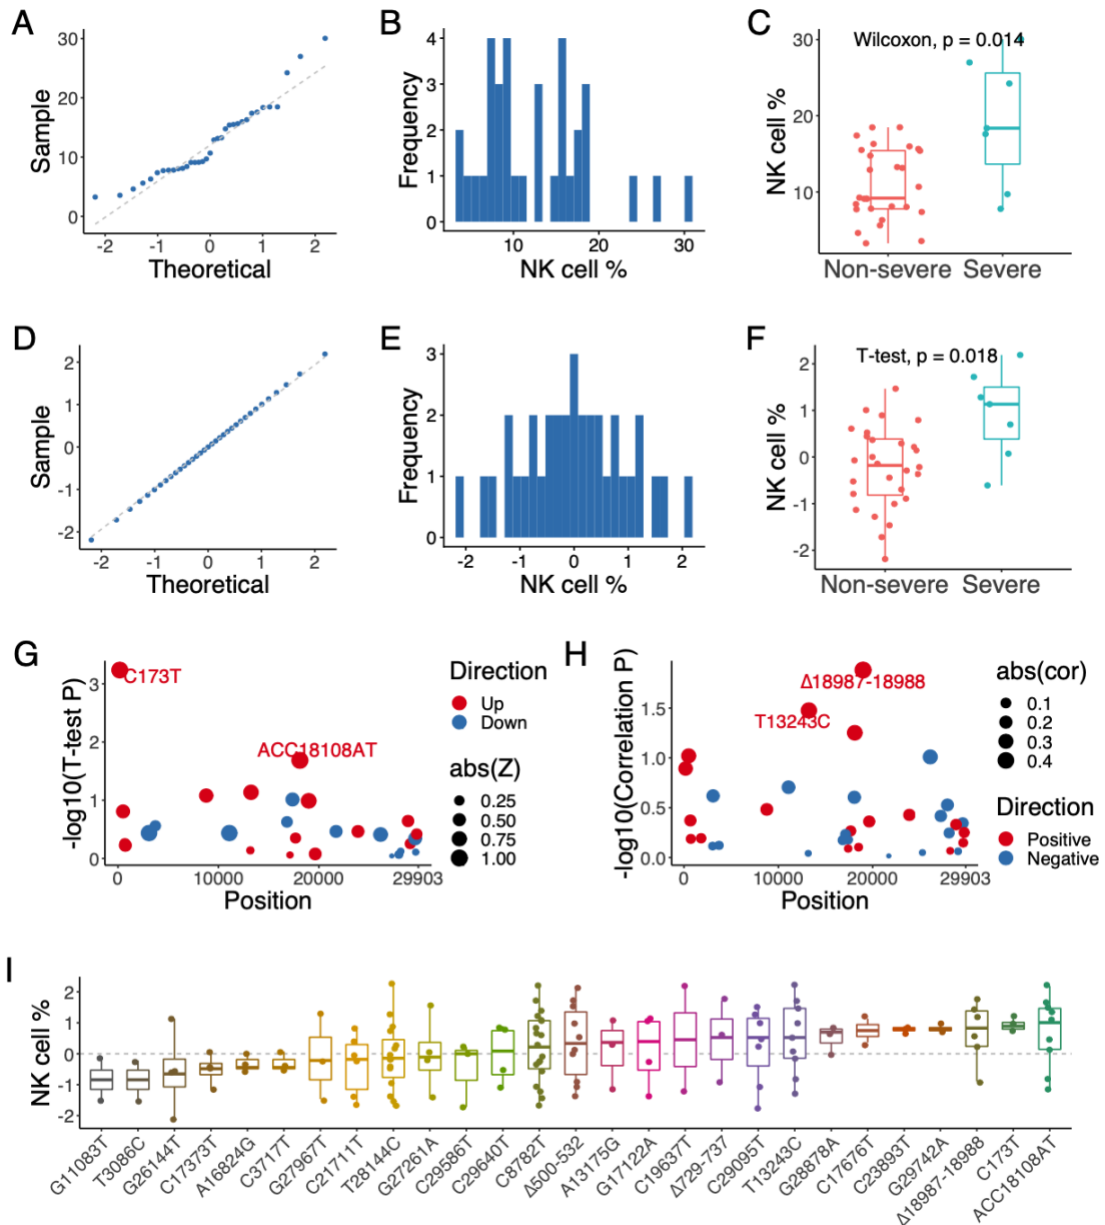 A
30
20
10
0
Sample
-2 -1 0 1 2
Theoretical
B
4
3
2
1
0
Frequency
10 20 30
NK cell %
C
Wilcoxon, p = 0.014
30
20
10
NK cell %
Non-severe Severe
D
2
1
0
-1
-2
Sample
-2 -1 0 1 2
Theoretical
E
3
2
1
0
Frequency
-2 -1 0 1 2
NK cell %
F
T-test, p = 0.018
2
1
0
-1
-2
NK cell %
Non-severe Severe
G
-log10(T-test P)
3
2
1
0
C173T
ACC18108AT
0 10000 20000 29903
Position
Direction
Up
Down
abs(Z)
0.25
0.50
0.75
1.00
H
-log10(Correlation P)
1.5
1.0
0.5
0.0
Δ18987-18988
T13243C
0 10000 20000 29903
Position
abs(cor)
0.1
0.2
0.3
0.4
Direction
Positive
Negative
I
NK cell %
2
1
0
-1
-2
G11083T
T3086C
G26144T
C17373T
A16824G
C3717T
G27967T
C21711T
T28144C
G27261A
C29586T
C29640T
C8782T
Δ500-532
A13175G
G17122A
C19637T
Δ729-737
C29095T
T13243C
G28878A
C17676T
C23893T
G29742A
Δ18987-18988
C173T
ACC18108AT